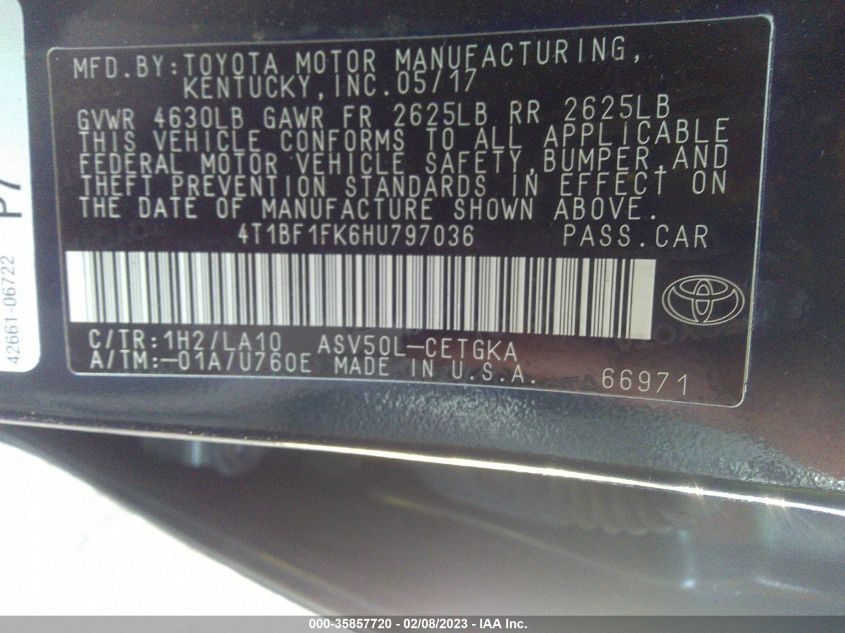 MFD.BY:TOYOTA MOTOR MANUFACTURING,
KENTUCKY,INC.05/17
GVWR 4630LB GAWR FR 2625LB RR 2625LB
THIS VEHICLE CONFORMS TO ALL APPLICABLE
FEDERAL MOTOR VEHICLE SAFETY,BUMPER,AND
THEFT PREVENTION STANDARDS IN EFFECT ON
THE DATE OF MANUFACTURE SHOWN ABOVE.
4T1BF1FK6HU797036 PASS.CAR
C/TR:1H2/LA10 ASV50L-CETGKA
A/TM:-01A/U760E MADE IN U.S.A. 66971
P7
42661-06722
000-35857720 - 02/08/2023 - IAA Inc.